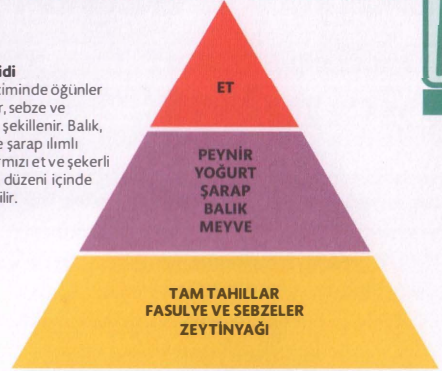 idi
timinde öğünler
r, sebze ve
şekillenir. Balık,
e şarap ılımlı
rmızı et ve şekerli
düzeni içinde
ilir.
ET
PEYNİR
YOĞURT
ŞARAP
BALIK
MEYVE
TAM TAHILLAR
FASULYE VE SEBZELER
ZEYTİNYAĞI